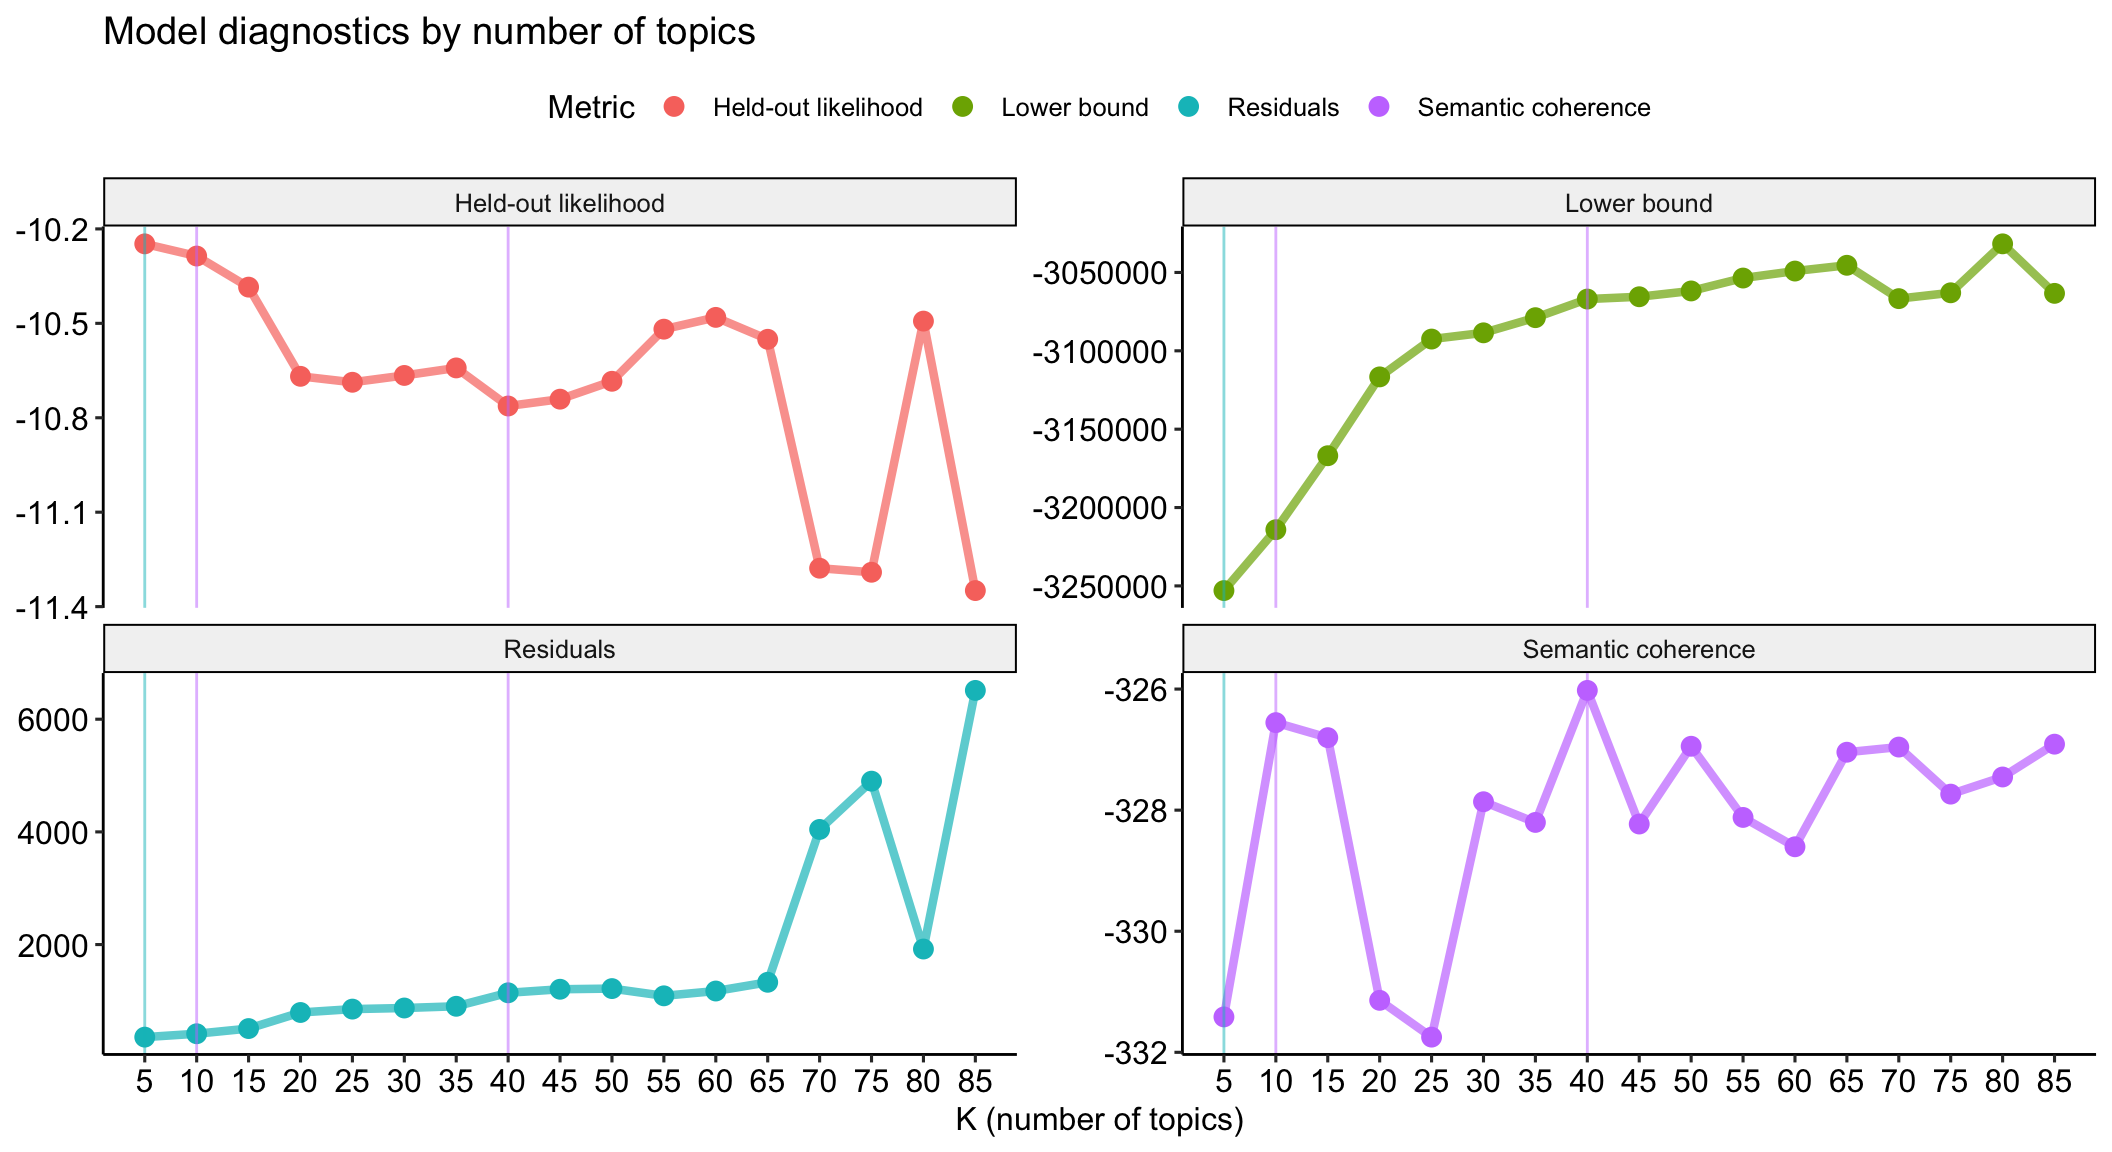 Model diagnostics by number of topics
Metric Held-out likelihood Lower bound Residuals Semantic coherence
Held-out likelihood
-10.2
-10.5
-10.8
-11.1
-11.4
Lower bound
-3050000
-3100000
-3150000
-3200000
-3250000
Residuals
6000
4000
2000
5 10 15 20 25 30 35 40 45 50 55 60 65 70 75 80 85
Semantic coherence
-326
-328
-330
-332
5 10 15 20 25 30 35 40 45 50 55 60 65 70 75 80 85
K (number of topics)